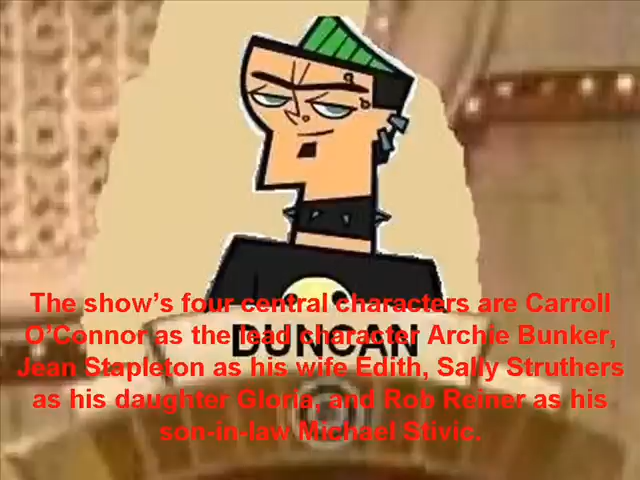 The show’s four central characters are Carroll
O’Connor as the lead character Archie Bunker,
DUNCAN
Jean Stapleton as his wife Edith, Sally Struthers
as his daughter Gloria, and Rob Reiner as his
son-in-law Michael Stivic.